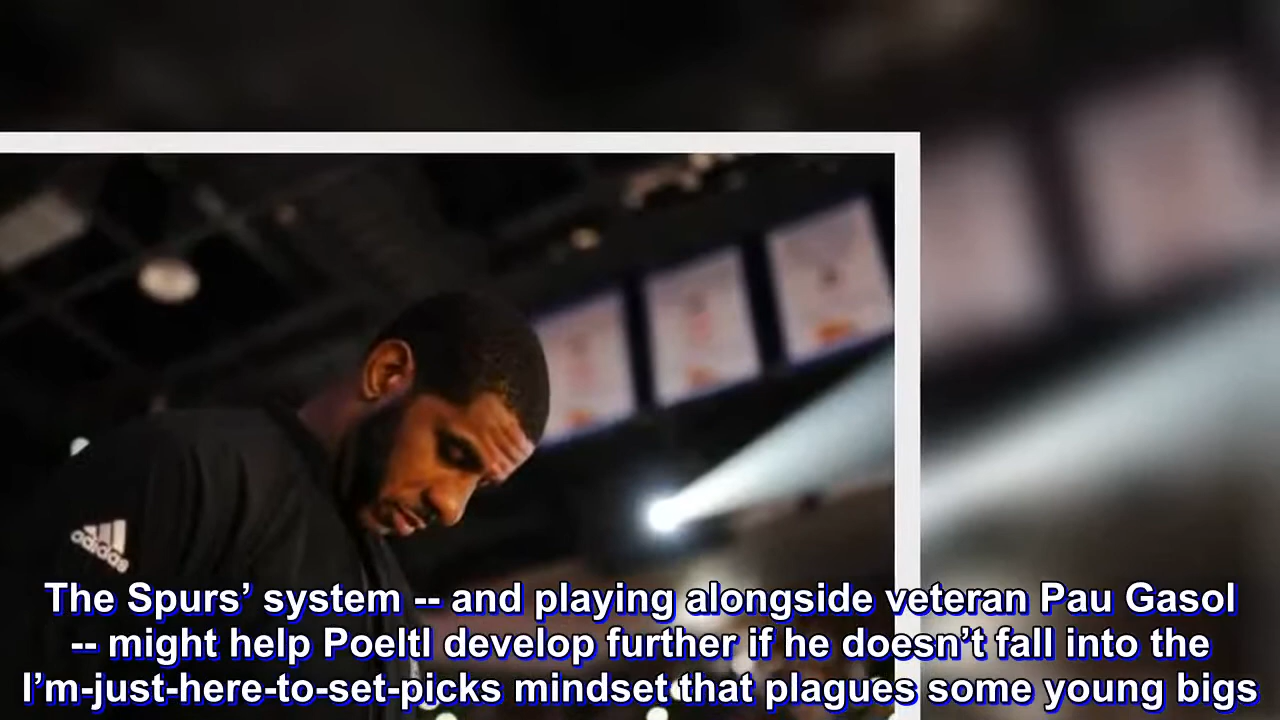 adidas
The Spurs’ system -- and playing alongside veteran Pau Gasol
-- might help Poeltl develop further if he doesn’t fall into the
I’m-just-here-to-set-picks mindset that plagues some young bigs